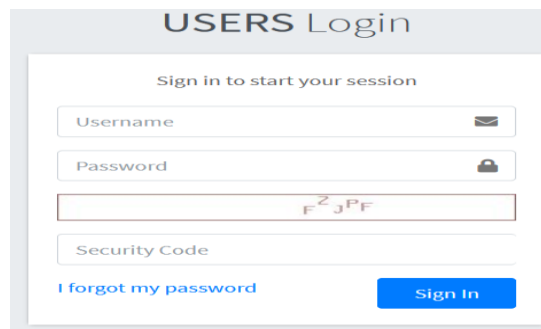 USERS Login
Sign in to start your session
Username
Password
FZJPF
Security Code
I forgot my password Sign In